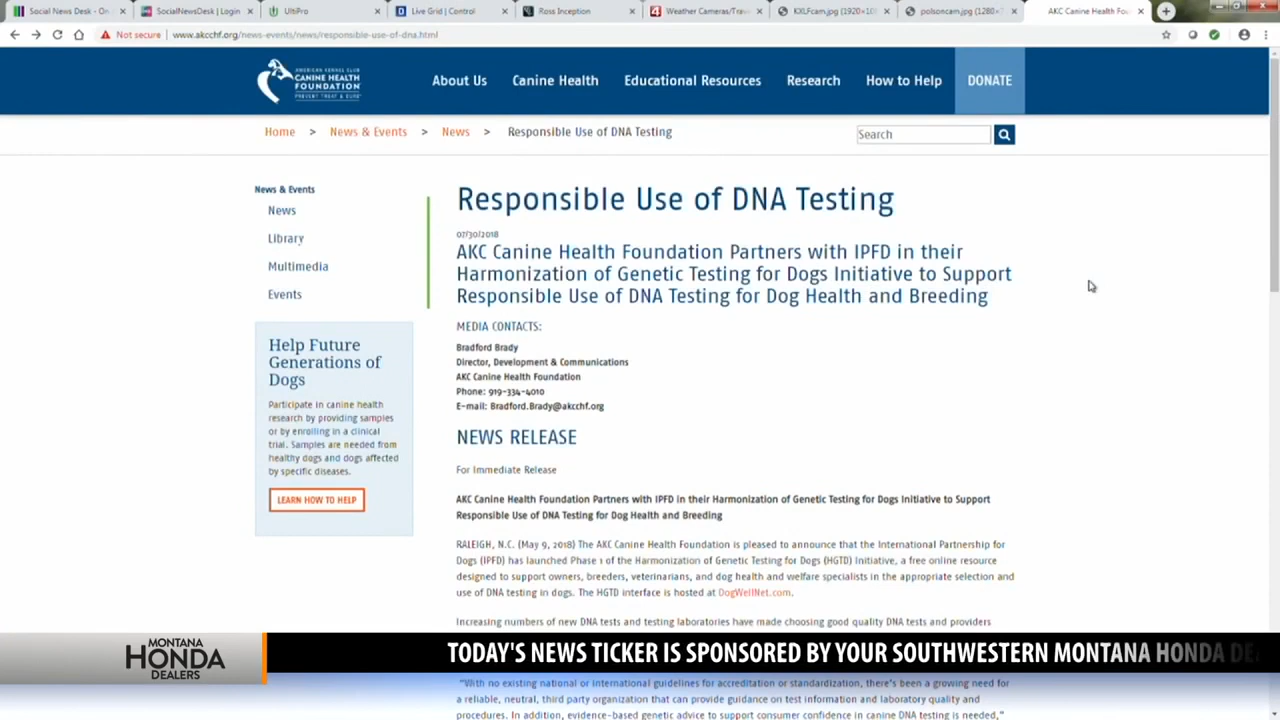 Social News Desk - On
SocialNewsDesk | Login
UltiPro
Live Grid | Control
Ross Inception
Weather Cameras/Trav
KXLFcam.jpg (1920×10
polsoncam.jpg (1280×7
AKC Canine Health Fou
Not secure | www.akcchf.org/news-events/news/responsible-use-of-dna.html
AMERICAN KENNEL CLUB
CANINE HEALTH
FOUNDATION
PREVENT TREAT & CURE
About Us
Canine Health
Educational Resources
Research
How to Help
DONATE
Home > News & Events > News > Responsible Use of DNA Testing
Search
News & Events
News
Library
Multimedia
Events
Help Future
Generations of
Dogs
Participate in canine health
research by providing samples
or by enrolling in a clinical
trial. Samples are needed from
healthy dogs and dogs affected
by specific diseases.
LEARN HOW TO HELP
Responsible Use of DNA Testing
07/30/2018
AKC Canine Health Foundation Partners with IPFD in their
Harmonization of Genetic Testing for Dogs Initiative to Support
Responsible Use of DNA Testing for Dog Health and Breeding
MEDIA CONTACTS:
Bradford Brady
Director, Development & Communications
AKC Canine Health Foundation
Phone: 919-334-4010
E-mail: Bradford.Brady@akcchf.org
NEWS RELEASE
For Immediate Release
AKC Canine Health Foundation Partners with IPFD in their Harmonization of Genetic Testing for Dogs Initiative to Support
Responsible Use of DNA Testing for Dog Health and Breeding
RALEIGH, N.C. (May 9, 2018) The AKC Canine Health Foundation is pleased to announce that the International Partnership for
Dogs (IPFD) has launched Phase 1 of the Harmonization of Genetic Testing for Dogs (HGTD) Initiative, a free online resource
designed to support owners, breeders, veterinarians, and dog health and welfare specialists in the appropriate selection and
use of DNA testing in dogs. The HGTD interface is hosted at DogWellNet.com.
Increasing numbers of new DNA tests and testing laboratories have made choosing good quality DNA tests and providers
MONTANA
HONDA
DEALERS
TODAY'S NEWS TICKER IS SPONSORED BY YOUR SOUTHWESTERN MONTANA HONDA DE
"With no existing national or international guidelines for accreditation or standardization, there's been a growing need for
a reliable, neutral, third party organization that can provide guidance on test information and laboratory quality and
procedures. In addition, evidence-based genetic advice to support consumer confidence in canine DNA testing is needed,"